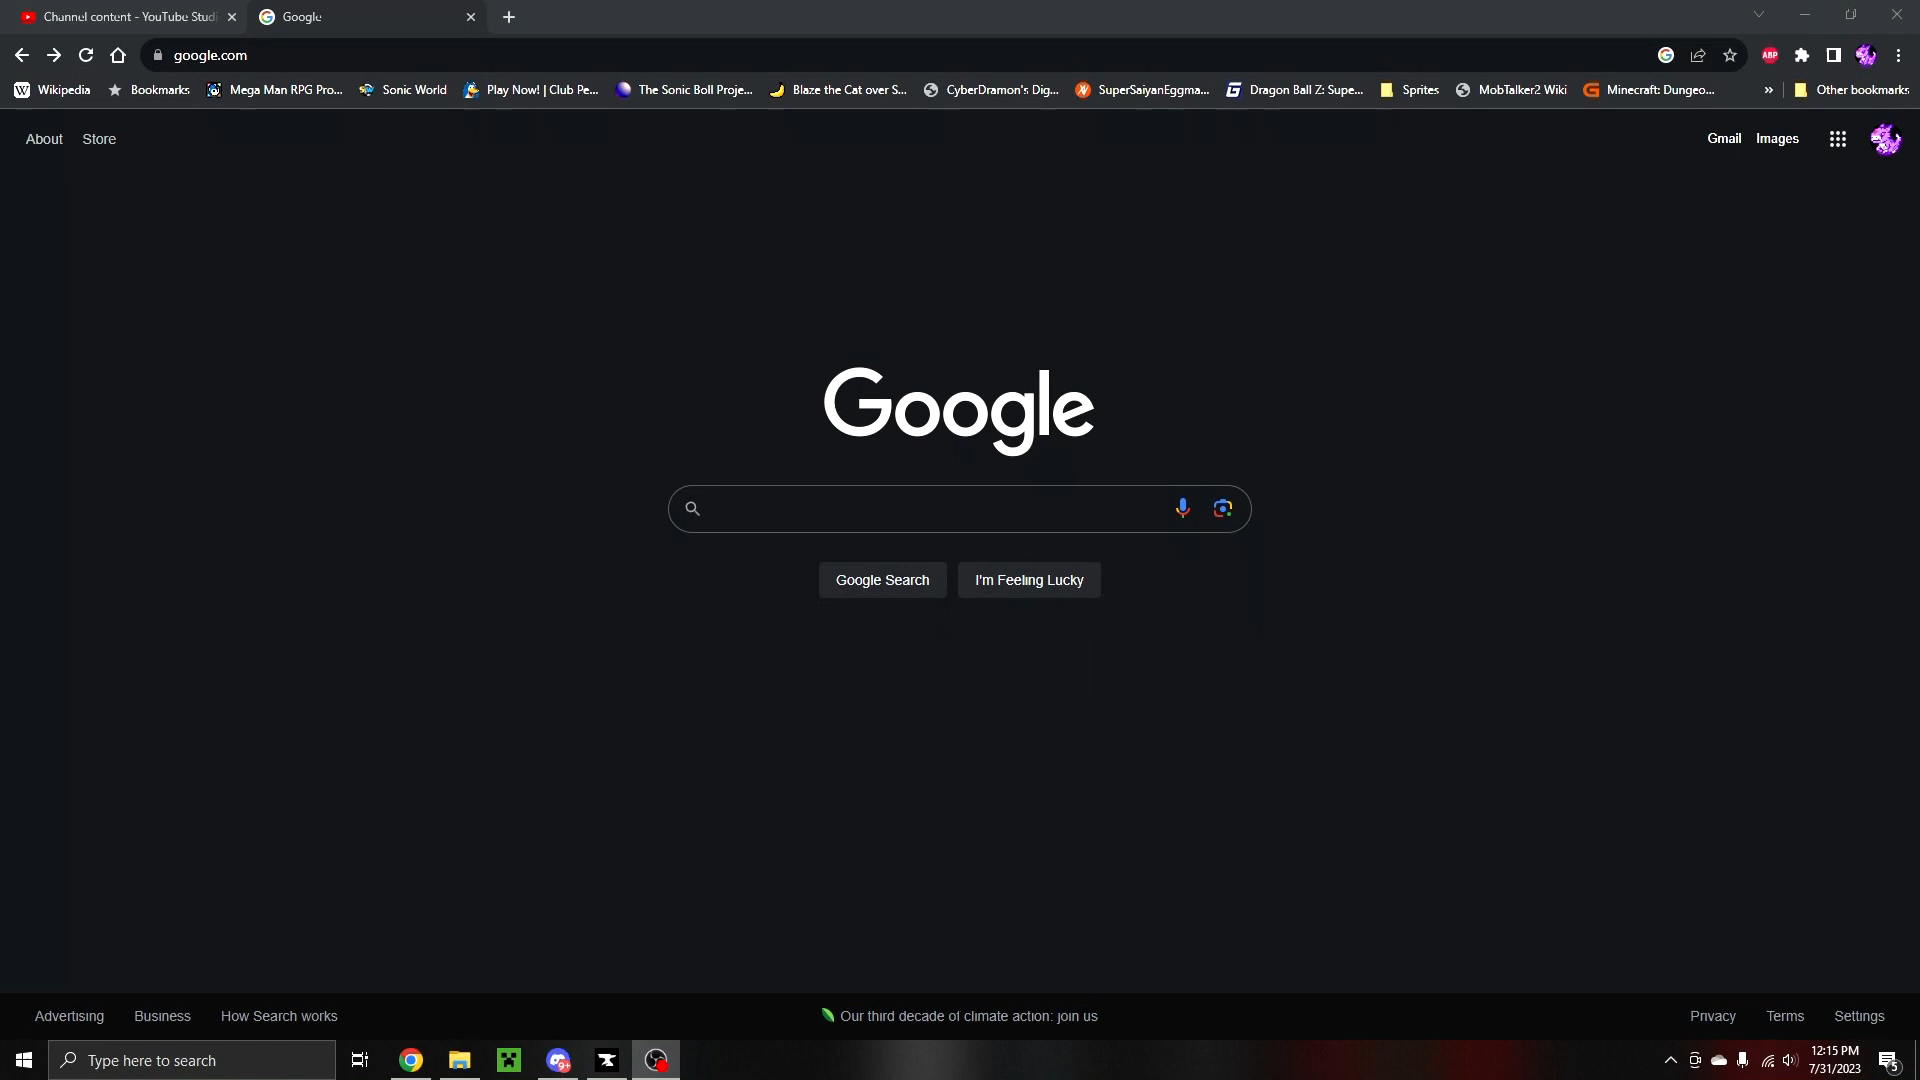 Channel content - YouTube Studi
Google
google.com
Wikipedia
Bookmarks
Mega Man RPG Pro...
Sonic World
Play Now! | Club Pe...
The Sonic Boll Proje...
Blaze the Cat over S...
CyberDramon's Dig...
SuperSaiyanEggma...
Dragon Ball Z: Supe...
Sprites
MobTalker2 Wiki
Minecraft: Dungeo...
»
Other bookmarks
ABP
About
Store
Gmail
Images
Google
Google Search
I'm Feeling Lucky
Advertising
Business
How Search works
Our third decade of climate action: join us
Privacy
Terms
Settings
Type here to search
9+
12:15 PM
7/31/2023
5